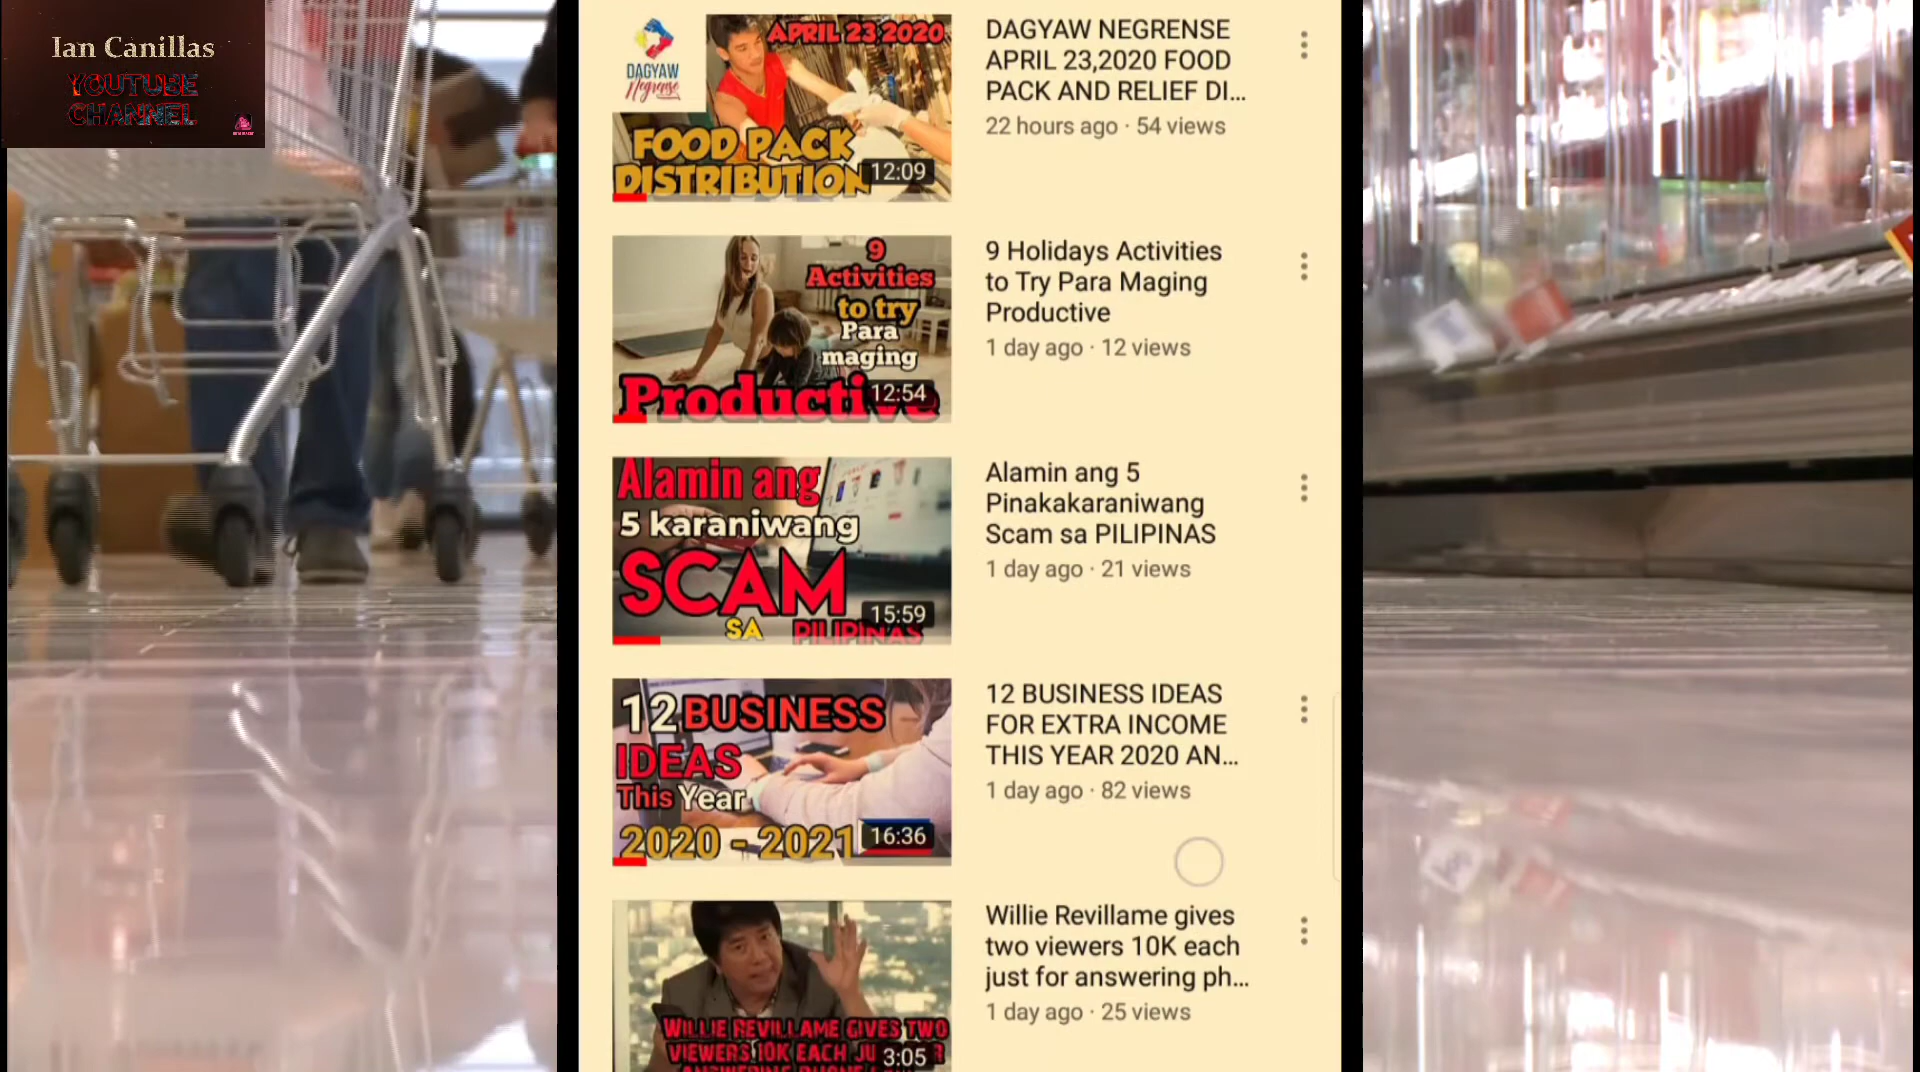 Ian Canillas
YOUTUBE
CHANNEL
DAGYAW
Negrense
APRIL 23 2020
FOOD PACK
DISTRIBUTION
12:09
DAGYAW NEGRENSE
APRIL 23,2020 FOOD
PACK AND RELIEF DI...
22 hours ago · 54 views
9
Activities
to try
Para
maging
Productive
12:54
9 Holidays Activities
to Try Para Maging
Productive
1 day ago · 12 views
Alamin ang
5 karaniwang
SCAM
SA PILIPINAS
15:59
Alamin ang 5
Pinakakaraniwang
Scam sa PILIPINAS
1 day ago · 21 views
12 BUSINESS
IDEAS
This Year
2020 - 2021
16:36
12 BUSINESS IDEAS
FOR EXTRA INCOME
THIS YEAR 2020 AN...
1 day ago · 82 views
WILLIE REVILLAME GIVES TWO
VIEWERS 10K EACH
3:05
Willie Revillame gives
two viewers 10K each
just for answering ph...
1 day ago · 25 views